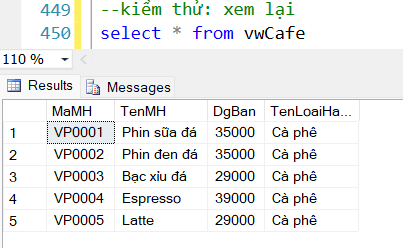 449 --kiểm thử: xem lại
450 select * from vwCafe
110 %
Results Messages
MaMH TenMH DgBan TenLoaiHa...
1 VP0001 Phin sữa đá 35000 Cà phê
2 VP0002 Phin đen đá 35000 Cà phê
3 VP0003 Bạc xỉu đá 29000 Cà phê
4 VP0004 Espresso 39000 Cà phê
5 VP0005 Latte 29000 Cà phê